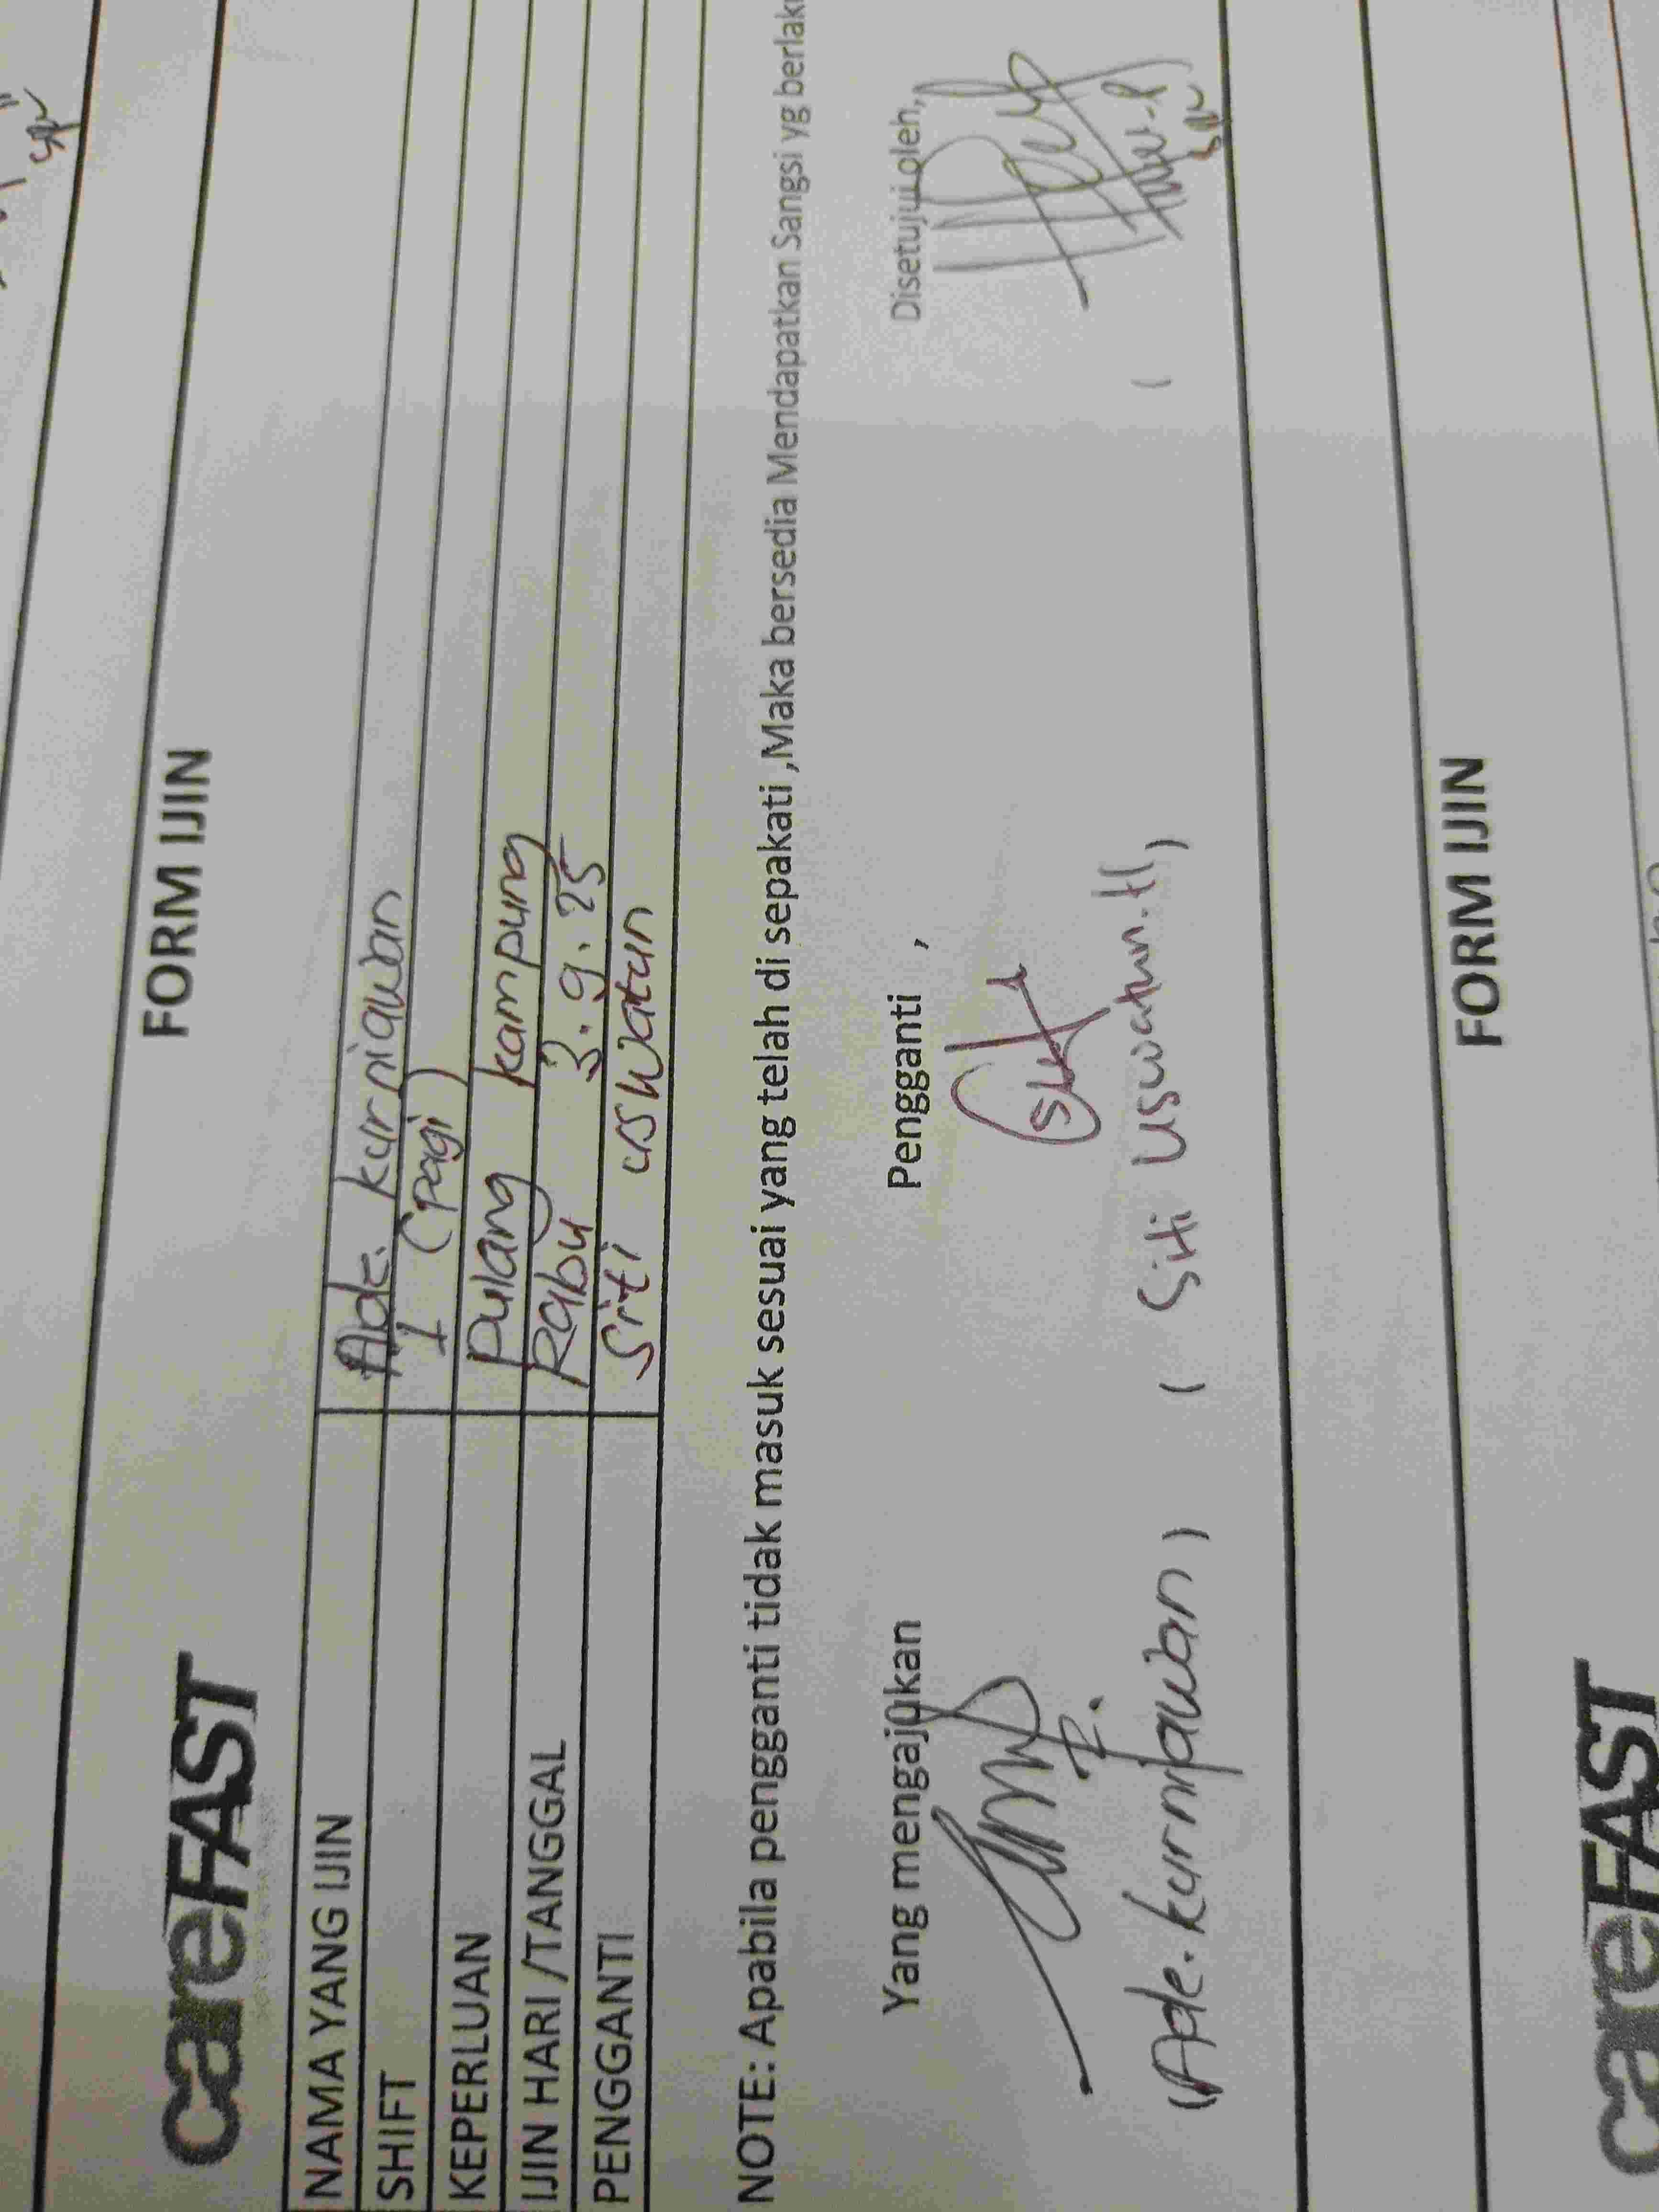 careFAST
FORM IJIN
NAMA YANG IJIN Ade. kurniawan
SHIFT I (pagi)
KEPERLUAN pulang kampung
IJIN HARI /TANGGAL Rabu 3.9.25
PENGGANTI Siti uswatun
NOTE: Apabila pengganti tidak masuk sesuai yang telah di sepakati ,Maka bersedia Mendapatkan Sangsi yg berlaku
Yang mengajukan Pengganti , Disetujui oleh,
(Ade. kurniawan) ( Siti Uswatun.H) (
spv
careFAST
FORM IJIN